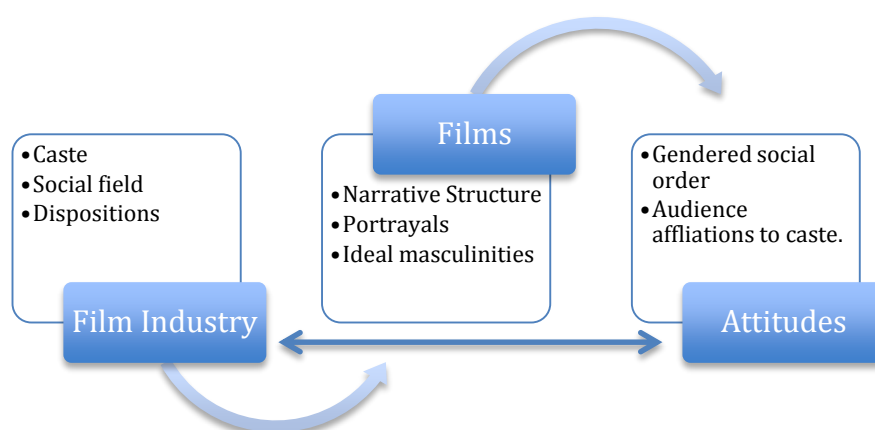 •Caste
•Social field
•Dispositions
Film Industry
Films
•Narrative Structure
•Portrayals
•Ideal masculinities
•Gendered social
order
•Audience
affliations to caste.
Attitudes